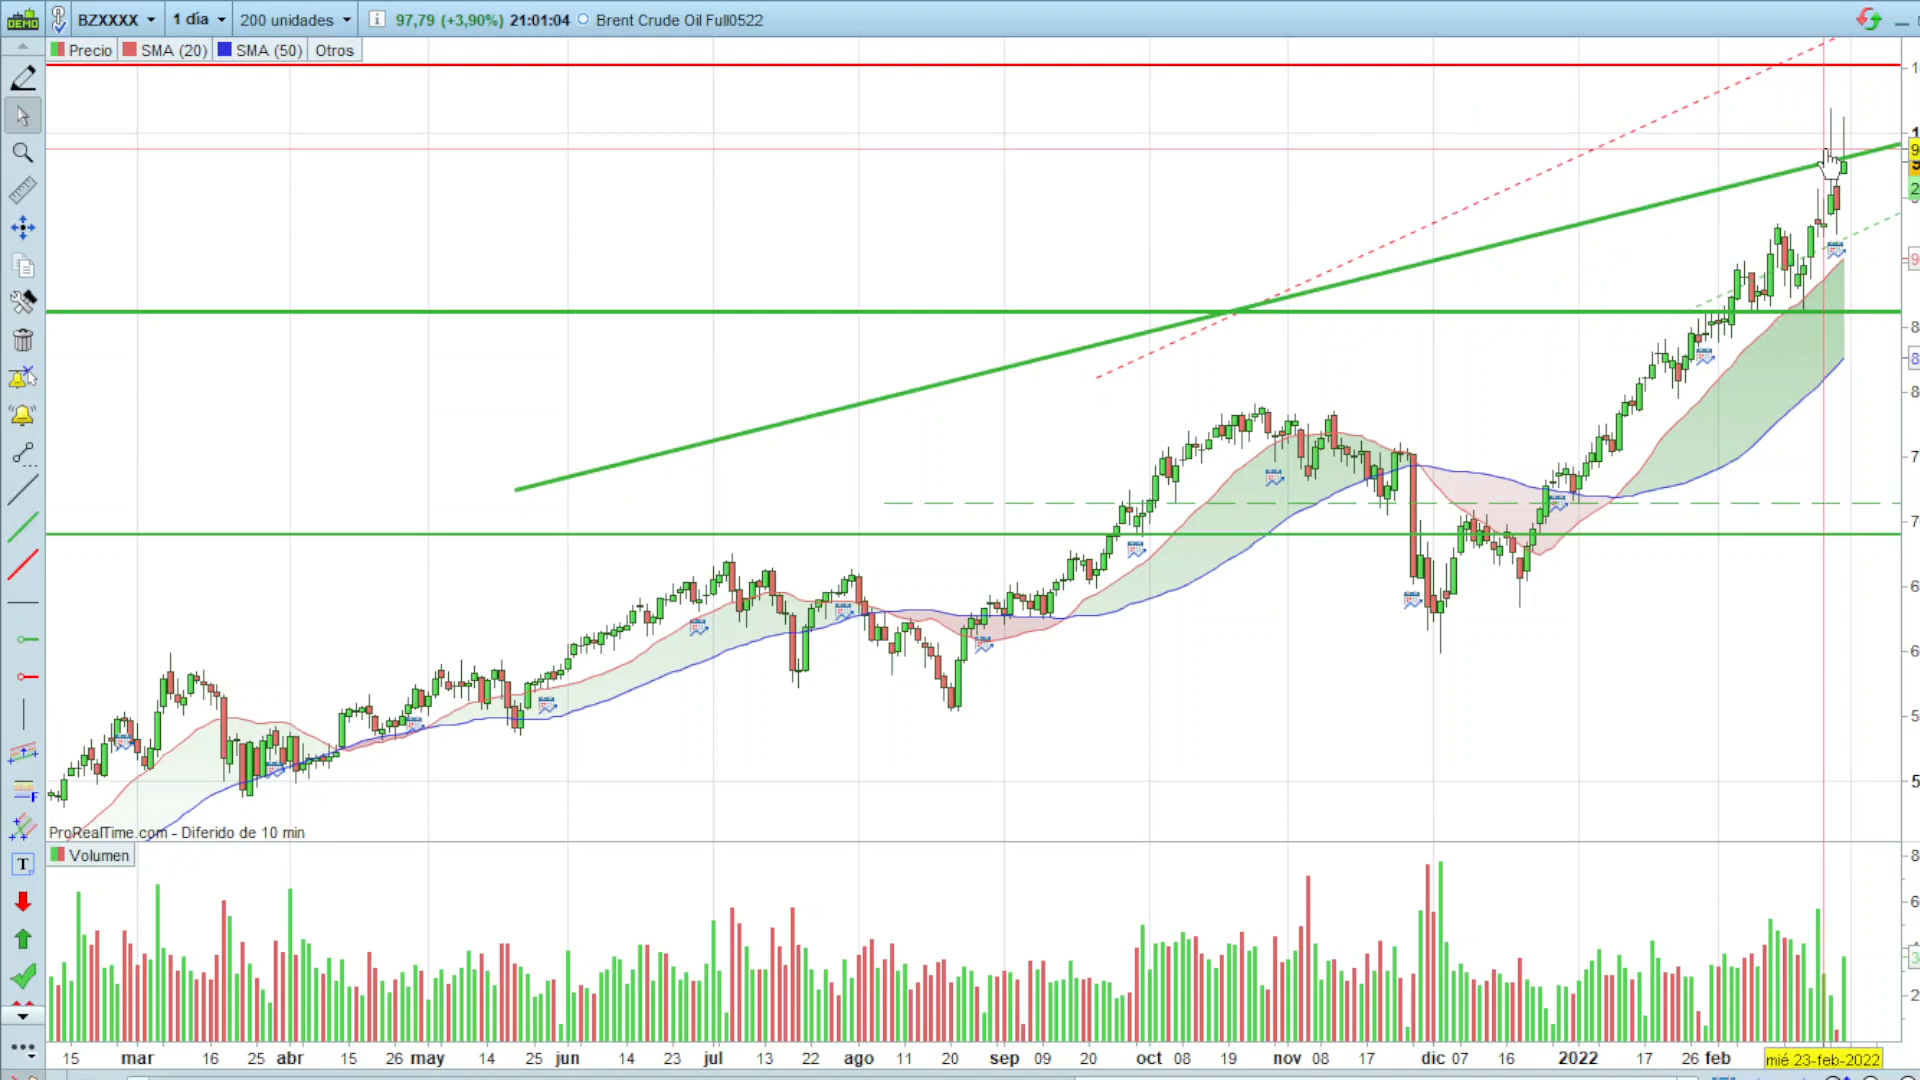 DEMO BZXXXX 1 día 200 unidades 97,79 (+3,90%) 21:01:04 Brent Crude Oil Full0522
Precio SMA (20) SMA (50) Otros
ProRealTime.com - Diferido de 10 min
Volumen
F
T
15 mar 16 25 abr 15 26 may 14 25 jun 14 23 jul 13 22 ago 11 20 sep 09 20 oct 08 19 nov 08 17 dic 07 16 2022 17 26 feb mié 23-feb-2022